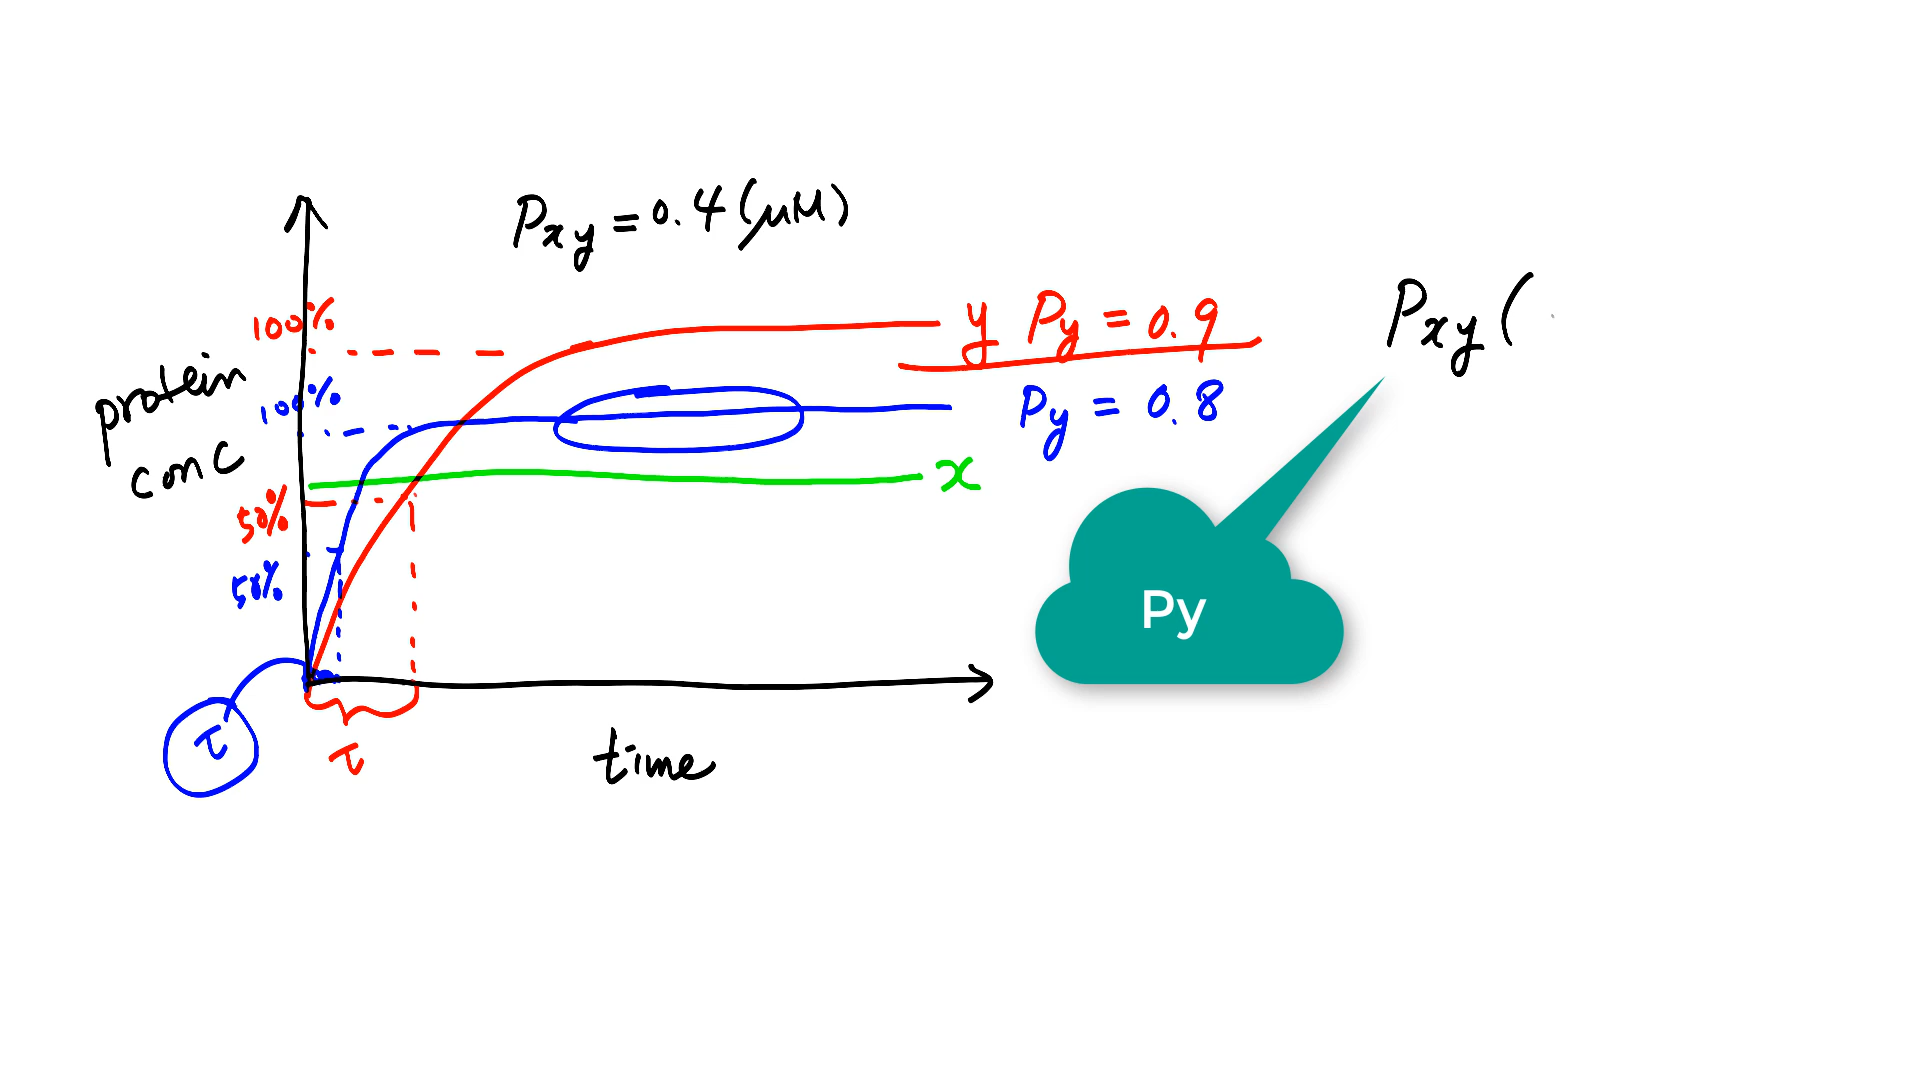 Pxy = 0.4 (μM)
100%
y Py = 0.9
Pxy (
100%
Py = 0.8
protein
conc
x
50%
50%
Py
τ
τ
time